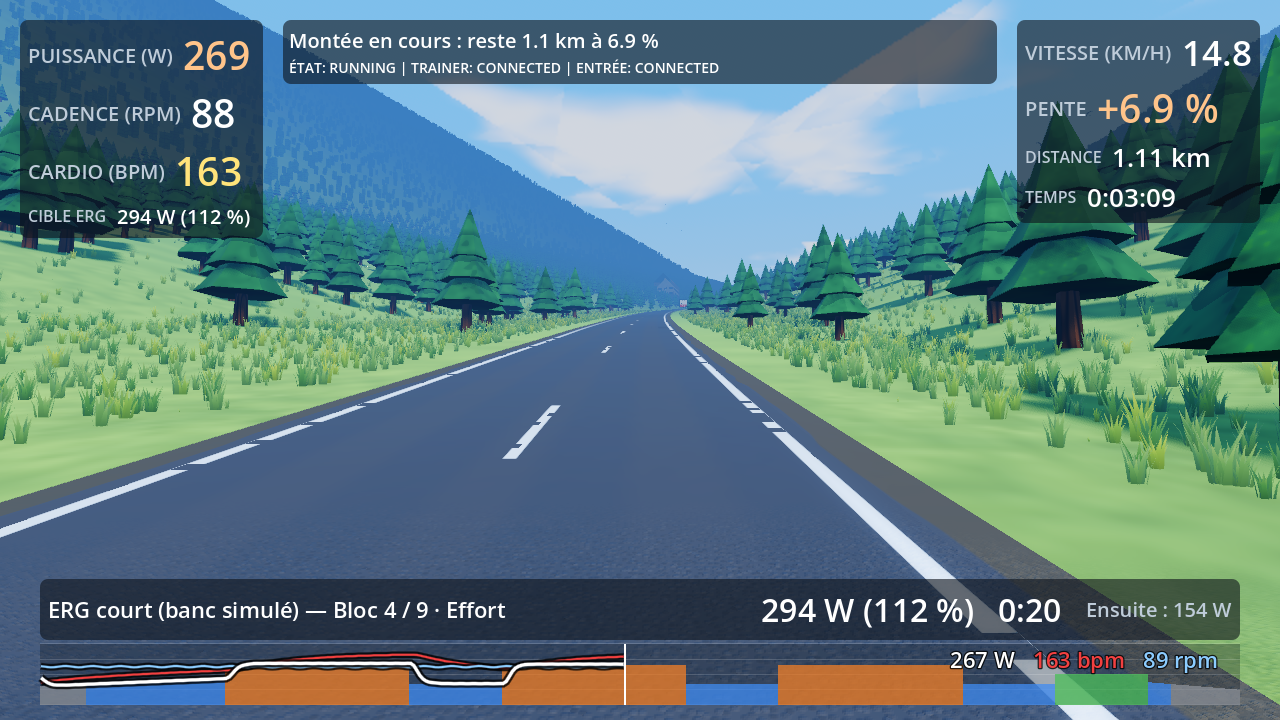 PUISSANCE (W) 269
CADENCE (RPM) 88
CARDIO (BPM) 163
CIBLE ERG 294 W (112 %)
Montée en cours : reste 1.1 km à 6.9 %
ÉTAT: RUNNING | TRAINER: CONNECTED | ENTRÉE: CONNECTED
VITESSE (KM/H) 14.8
PENTE +6.9 %
DISTANCE 1.11 km
TEMPS 0:03:09
ERG court (banc simulé) — Bloc 4 / 9 · Effort 294 W (112 %) 0:20 Ensuite : 154 W
267 W 163 bpm 89 rpm